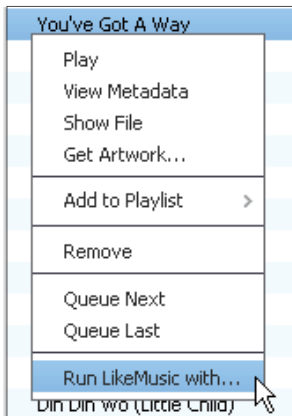 You've Got A Way
Play
View Metadata
Show File
Get Artwork...
Add to Playlist >
Remove
Queue Next
Queue Last
Run LikeMusic with...
Din Din Wo (Little Child)